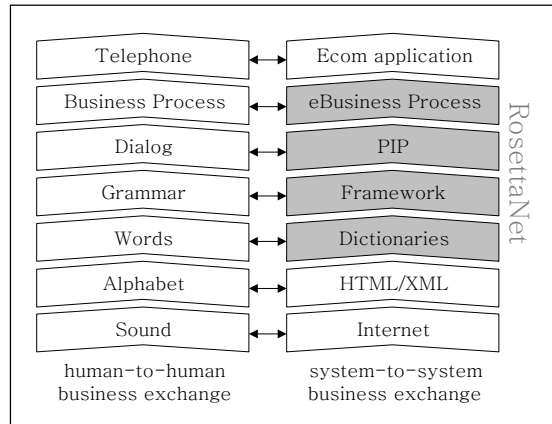 Telephone
Ecom application
Business Process
eBusiness Process
Dialog
PIP
Grammar
Framework
Words
Dictionaries
Alphabet
HTML/XML
Sound
Internet
RosettaNet
human-to-human
business exchange
system-to-system
business exchange